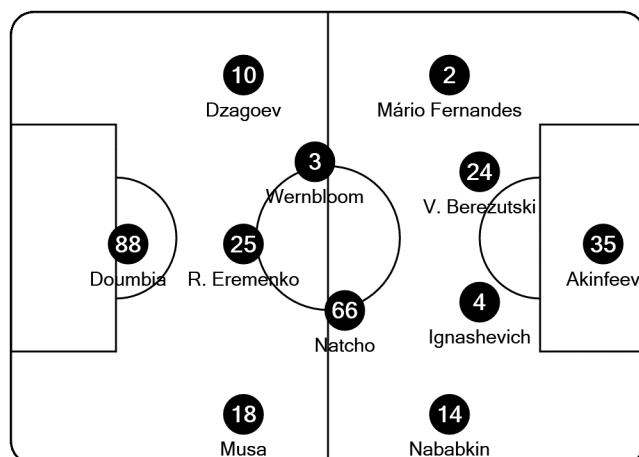 10
Dzagoev
2
Mário Fernandes
3
Wernbloom
24
V. Berezutski
88
Doumbia
25
R. Eremenko
35
Akinfeev
66
Natcho
4
Ignashevich
18
Musa
14
Nababkin